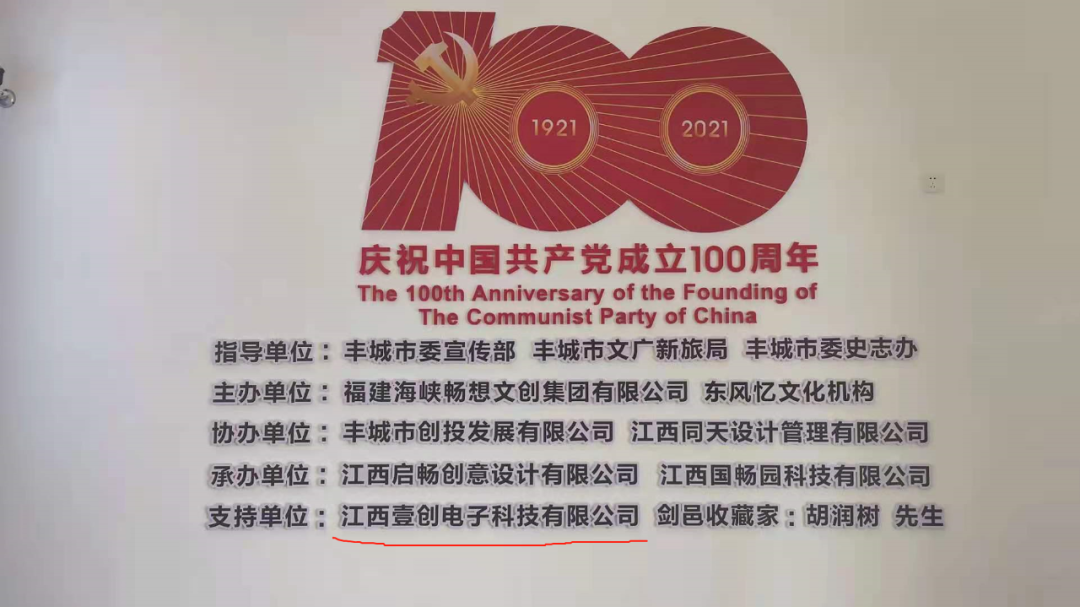 100
1921
2021
庆祝中国共产党成立100周年
The 100th Anniversary of the Founding of
The Communist Party of China
指导单位：丰城市委宣传部 丰城市文广新旅局 丰城市委史志办
主办单位：福建海峡畅想文创集团有限公司 东风忆文化机构
协办单位：丰城市创投发展有限公司 江西同天设计管理有限公司
承办单位：江西启畅创意设计有限公司 江西国畅园科技有限公司
支持单位：江西壹创电子科技有限公司 剑邑收藏家：胡润树 先生